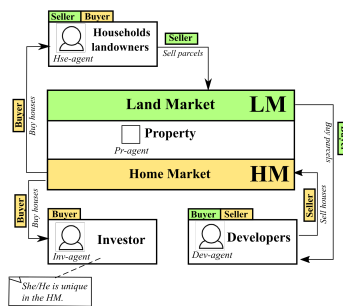 Seller Buyer
Households
landowners
Hse-agent
Seller
Sell parcels
Land Market LM
Property
Pr-agent
Home Market HM
Buyer
Buy houses
Buy parcels
Buyer
Buy houses
Seller
Sell houses
Buyer
Investor
Inv-agent
Buyer Seller
Developers
Dev-agent
She/He is unique
in the HM.